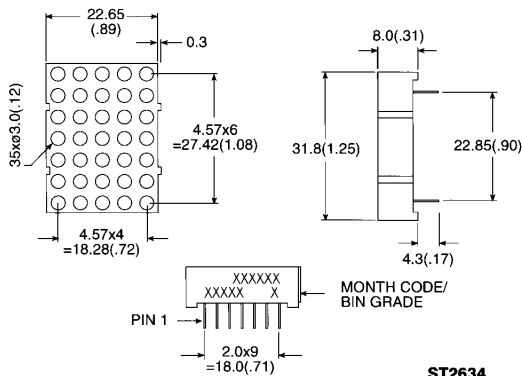 22.65
(.89)
0.3
35xø3.0(.12)
4.57x6
=27.42(1.08)
4.57x4
=18.28(.72)
8.0(.31)
31.8(1.25)
22.85(.90)
4.3(.17)
XXXXXX
XXXXX X
MONTH CODE/
BIN GRADE
PIN 1
2.0x9
=18.0(.71)
ST2634